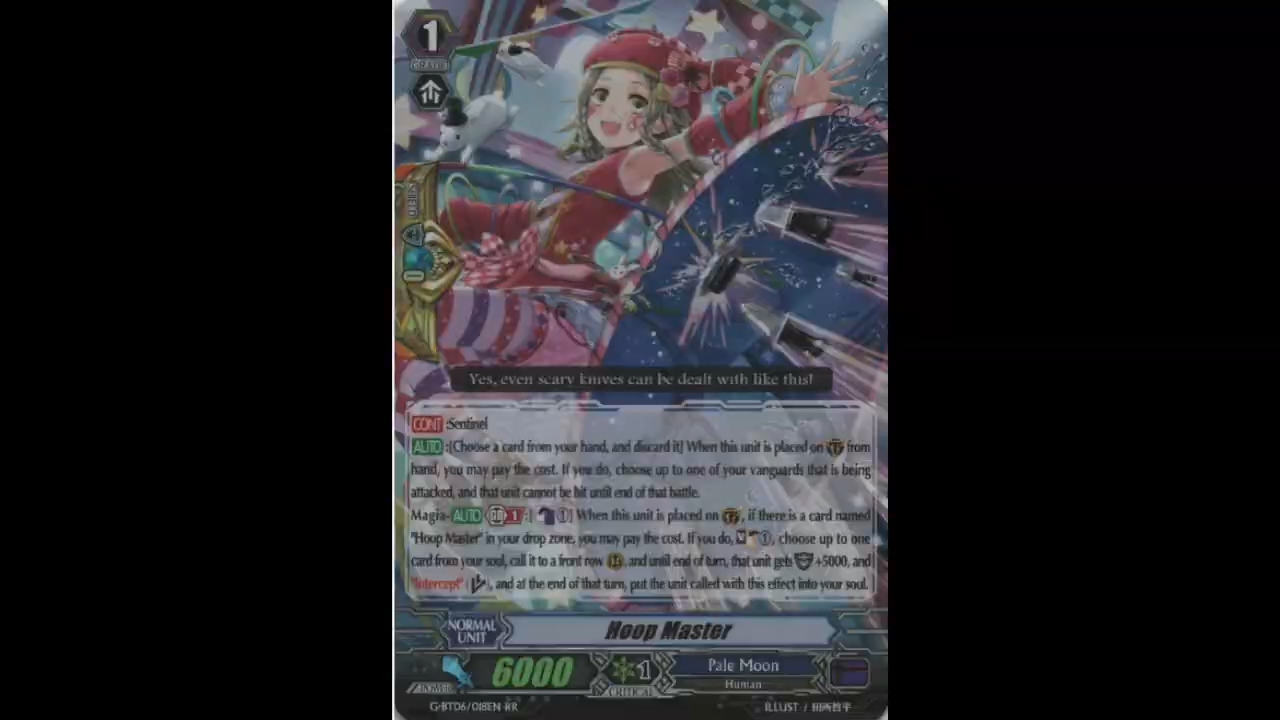 1
GRADE
Yes, even scary knives can be dealt with like this!
CONT :Sentinel
AUTO :[Choose a card from your hand, and discard it] When this unit is placed on from
hand, you may pay the cost. If you do, choose up to one of your vanguards that is being
attacked, and that unit cannot be hit until end of that battle.
Magia- AUTO 1 :[ 1] When this unit is placed on , if there is a card named
"Hoop Master" in your drop zone, you may pay the cost. If you do, 1, choose up to one
card from your soul, call it to a front row , and until end of turn, that unit gets +5000, and
"Intercept" ( ), and at the end of that turn, put the unit called with this effect into your soul.
NORMAL
UNIT
Hoop Master
POWER
6000
1
CRITICAL
Pale Moon
Human
G-BT06/018EN RR
ILLUST /